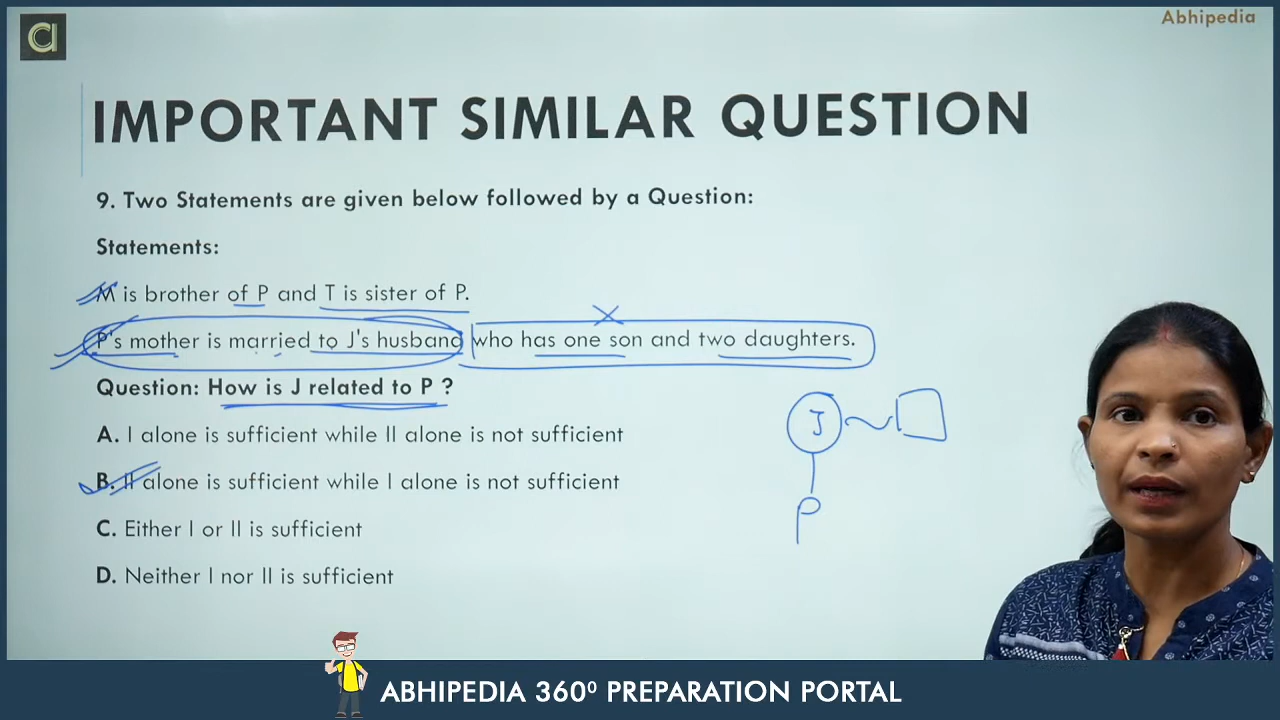 Abhipedia
IMPORTANT SIMILAR QUESTION
9. Two Statements are given below followed by a Question:
Statements:
M is brother of P and T is sister of P.
P's mother is married to J's husband who has one son and two daughters.
Question: How is J related to P ?
A. I alone is sufficient while II alone is not sufficient
J
B. II alone is sufficient while I alone is not sufficient
P
C. Either I or II is sufficient
D. Neither I nor II is sufficient
ABHIPEDIA 360⁰ PREPARATION PORTAL